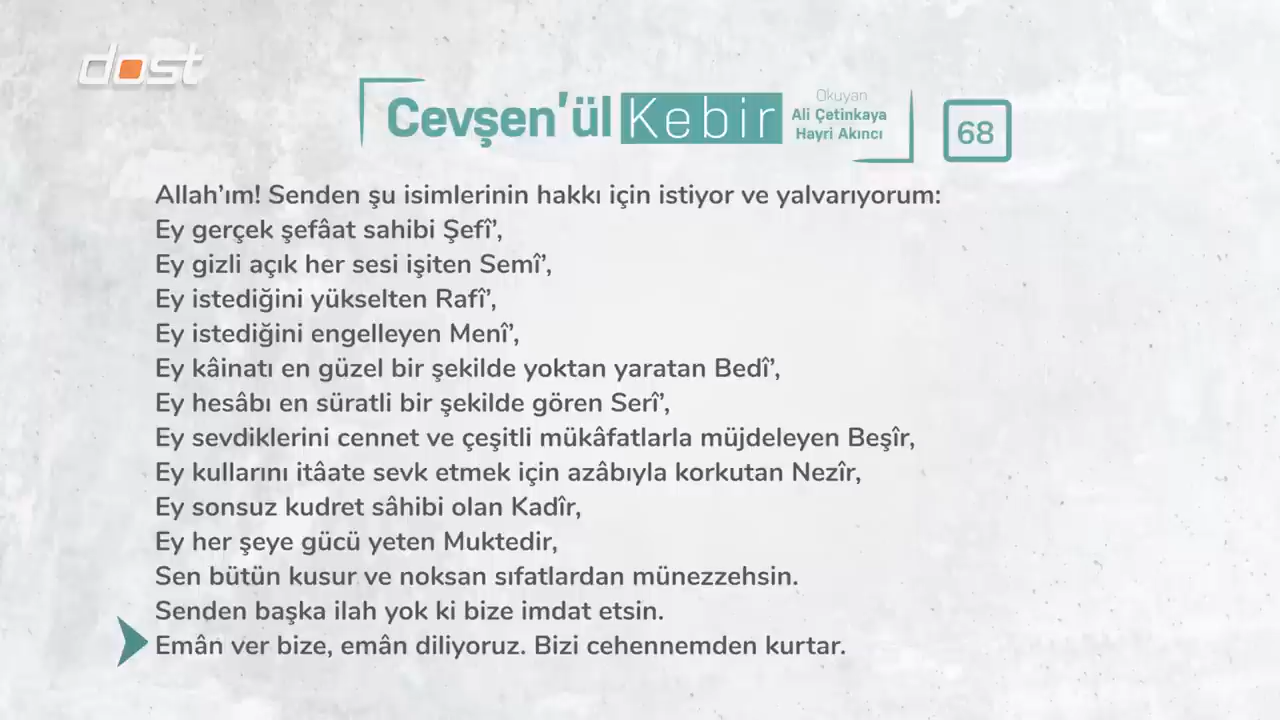 dost
Cevşen'ül Kebir
Okuyan
Ali Çetinkaya
Hayri Akıncı
68
Allah'ım! Senden şu isimlerinin hakkı için istiyor ve yalvarıyorum:
Ey gerçek şefâat sahibi Şefî',
Ey gizli açık her sesi işiten Semî',
Ey istediğini yükselten Rafî',
Ey istediğini engelleyen Menî',
Ey kâinatı en güzel bir şekilde yoktan yaratan Bedî',
Ey hesâbı en süratli bir şekilde gören Serî',
Ey sevdiklerini cennet ve çeşitli mükâfatlarla müjdeleyen Beşîr,
Ey kullarını itâate sevk etmek için azâbıyla korkutan Nezîr,
Ey sonsuz kudret sâhibi olan Kadîr,
Ey her şeye gücü yeten Muktedir,
Sen bütün kusur ve noksan sıfatlardan münezzehsin.
Senden başka ilah yok ki bize imdat etsin.
Emân ver bize, emân diliyoruz. Bizi cehennemden kurtar.